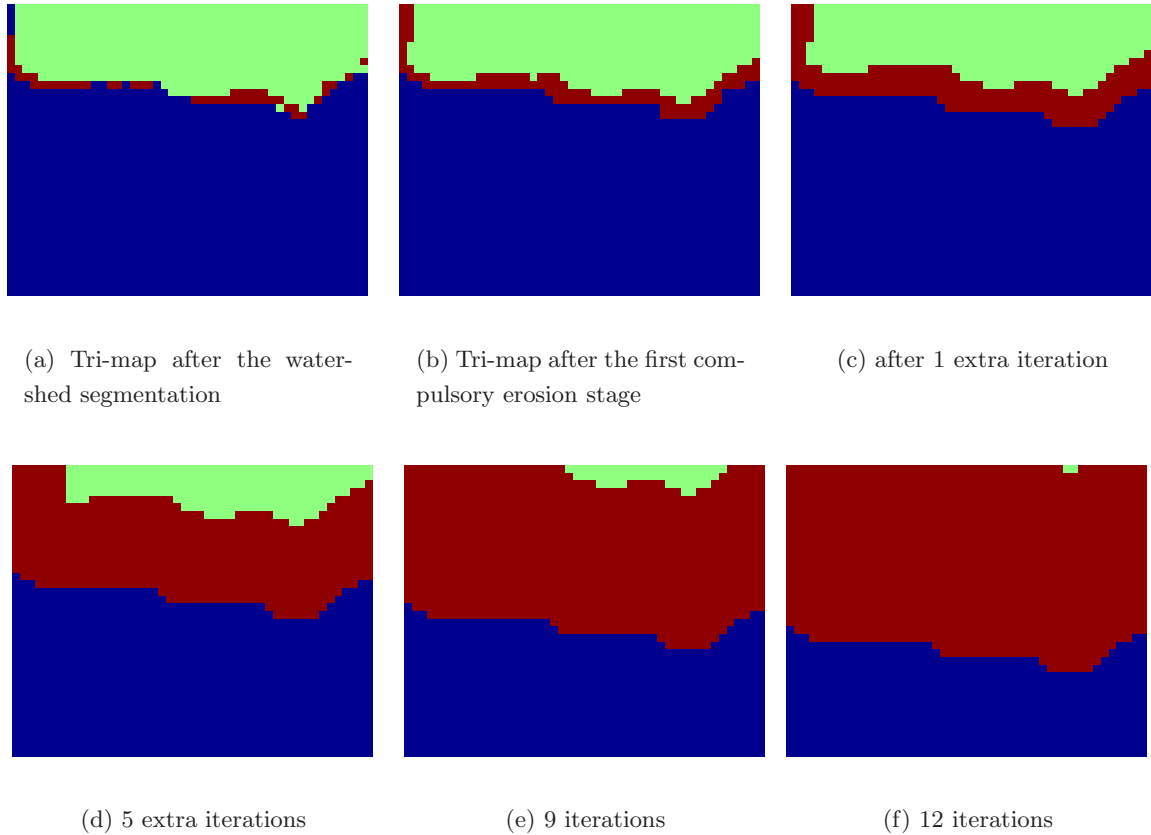 (a) Tri-map after the water-
shed segmentation
(b) Tri-map after the first com-
pulsory erosion stage
(c) after 1 extra iteration
(d) 5 extra iterations
(e) 9 iterations
(f) 12 iterations